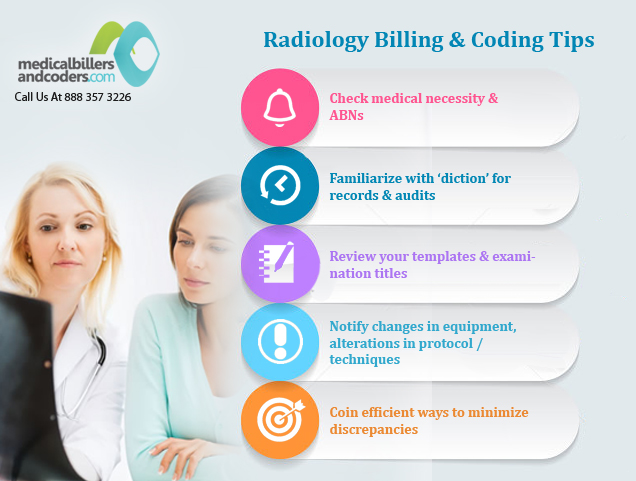 medicalbillers
andcoders.com
Call Us At 888 357 3226
Radiology Billing & Coding Tips
Check medical necessity &
ABNs
Familiarize with ‘diction’ for
records & audits
Review your templates & exami-
nation titles
Notify changes in equipment,
alterations in protocol /
techniques
Coin efficient ways to minimize
discrepancies